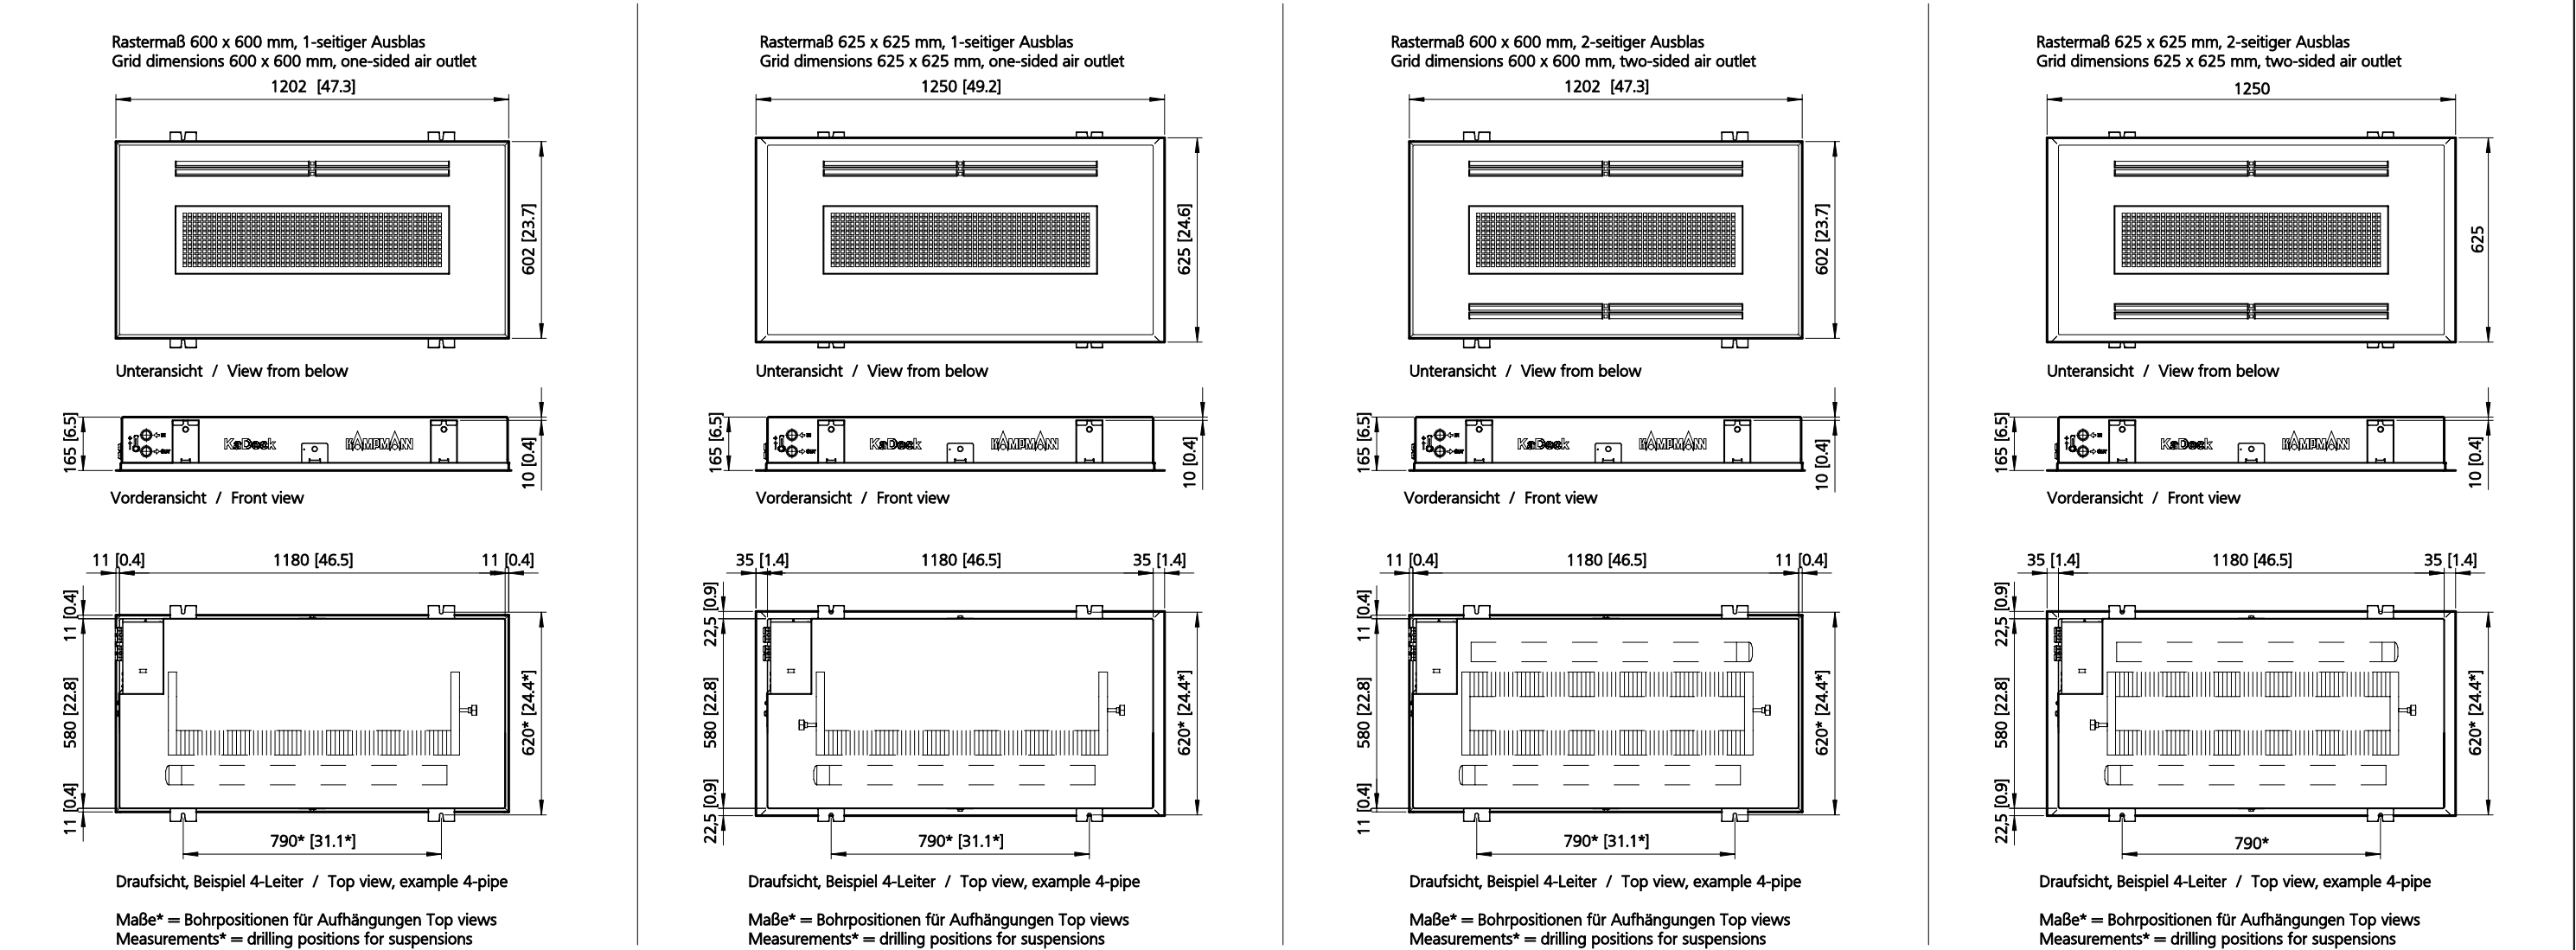 Rastermaß 600 x 600 mm, 1-seitiger Ausblas
Grid dimensions 600 x 600 mm, one-sided air outlet
1202 [47.3]
602 [23.7]
Unteransicht / View from below
165 [6.5]
IN
OUT
KaDeck
KAMPMANN
10 [0.4]
Vorderansicht / Front view
11 [0.4]
1180 [46.5]
11 [0.4]
11 [0.4]
580 [22.8]
11 [0.4]
620* [24.4*]
790* [31.1*]
Draufsicht, Beispiel 4-Leiter / Top view, example 4-pipe
Maße* = Bohrpositionen für Aufhängungen Top views
Measurements* = drilling positions for suspensions
Rastermaß 625 x 625 mm, 1-seitiger Ausblas
Grid dimensions 625 x 625 mm, one-sided air outlet
1250 [49.2]
625 [24.6]
Unteransicht / View from below
165 [6.5]
IN
OUT
KaDeck
KAMPMANN
10 [0.4]
Vorderansicht / Front view
35 [1.4]
1180 [46.5]
35 [1.4]
22,5 [0.9]
580 [22.8]
22,5 [0.9]
620* [24.4*]
790* [31.1*]
Draufsicht, Beispiel 4-Leiter / Top view, example 4-pipe
Maße* = Bohrpositionen für Aufhängungen Top views
Measurements* = drilling positions for suspensions
Rastermaß 600 x 600 mm, 2-seitiger Ausblas
Grid dimensions 600 x 600 mm, two-sided air outlet
1202 [47.3]
602 [23.7]
Unteransicht / View from below
165 [6.5]
IN
OUT
KaDeck
KAMPMANN
10 [0.4]
Vorderansicht / Front view
11 [0.4]
1180 [46.5]
11 [0.4]
11 [0.4]
580 [22.8]
11 [0.4]
620* [24.4*]
790* [31.1*]
Draufsicht, Beispiel 4-Leiter / Top view, example 4-pipe
Maße* = Bohrpositionen für Aufhängungen Top views
Measurements* = drilling positions for suspensions
Rastermaß 625 x 625 mm, 2-seitiger Ausblas
Grid dimensions 625 x 625 mm, two-sided air outlet
1250
625
Unteransicht / View from below
165 [6.5]
IN
OUT
KaDeck
KAMPMANN
10 [0.4]
Vorderansicht / Front view
35 [1.4]
1180 [46.5]
35 [1.4]
22,5 [0.9]
580 [22.8]
22,5 [0.9]
620* [24.4*]
790*
Draufsicht, Beispiel 4-Leiter / Top view, example 4-pipe
Maße* = Bohrpositionen für Aufhängungen Top views
Measurements* = drilling positions for suspensions